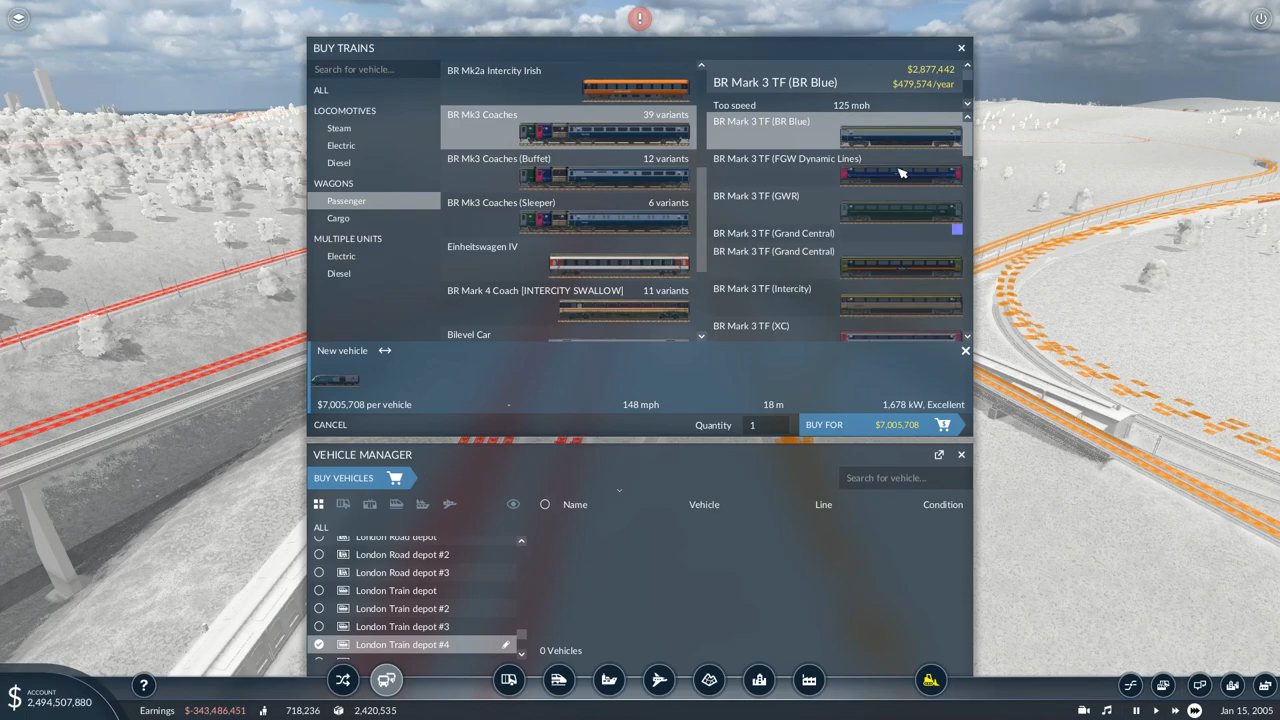 BUY TRAINS
Search for vehicle...
ALL
LOCOMOTIVES
Steam
Electric
Diesel
WAGONS
Passenger
Cargo
MULTIPLE UNITS
Electric
Diesel
BR Mk2a Intercity Irish
BR Mk3 Coaches 39 variants
BR Mk3 Coaches (Buffet) 12 variants
BR Mk3 Coaches (Sleeper) 6 variants
Einheitswagen IV
BR Mark 4 Coach [INTERCITY SWALLOW] 11 variants
Bilevel Car
BR Mark 3 TF (BR Blue) $2,877,442
$479,574/year
Top speed 125 mph
BR Mark 3 TF (BR Blue)
BR Mark 3 TF (FGW Dynamic Lines)
BR Mark 3 TF (GWR)
BR Mark 3 TF (Grand Central)
BR Mark 3 TF (Grand Central)
BR Mark 3 TF (Intercity)
BR Mark 3 TF (XC)
New vehicle
$7,005,708 per vehicle - 148 mph 18 m 1,678 kW, Excellent
CANCEL Quantity 1 BUY FOR $7,005,708
VEHICLE MANAGER
BUY VEHICLES Search for vehicle...
Name Vehicle Line Condition
ALL
London Road depot
London Road depot #2
London Road depot #3
London Train depot
London Train depot #2
London Train depot #3
London Train depot #4
0 Vehicles
$ ACCOUNT
2,494,507,880
?
Earnings $-343,486,451 718,236 2,420,535 Jan 15, 2005